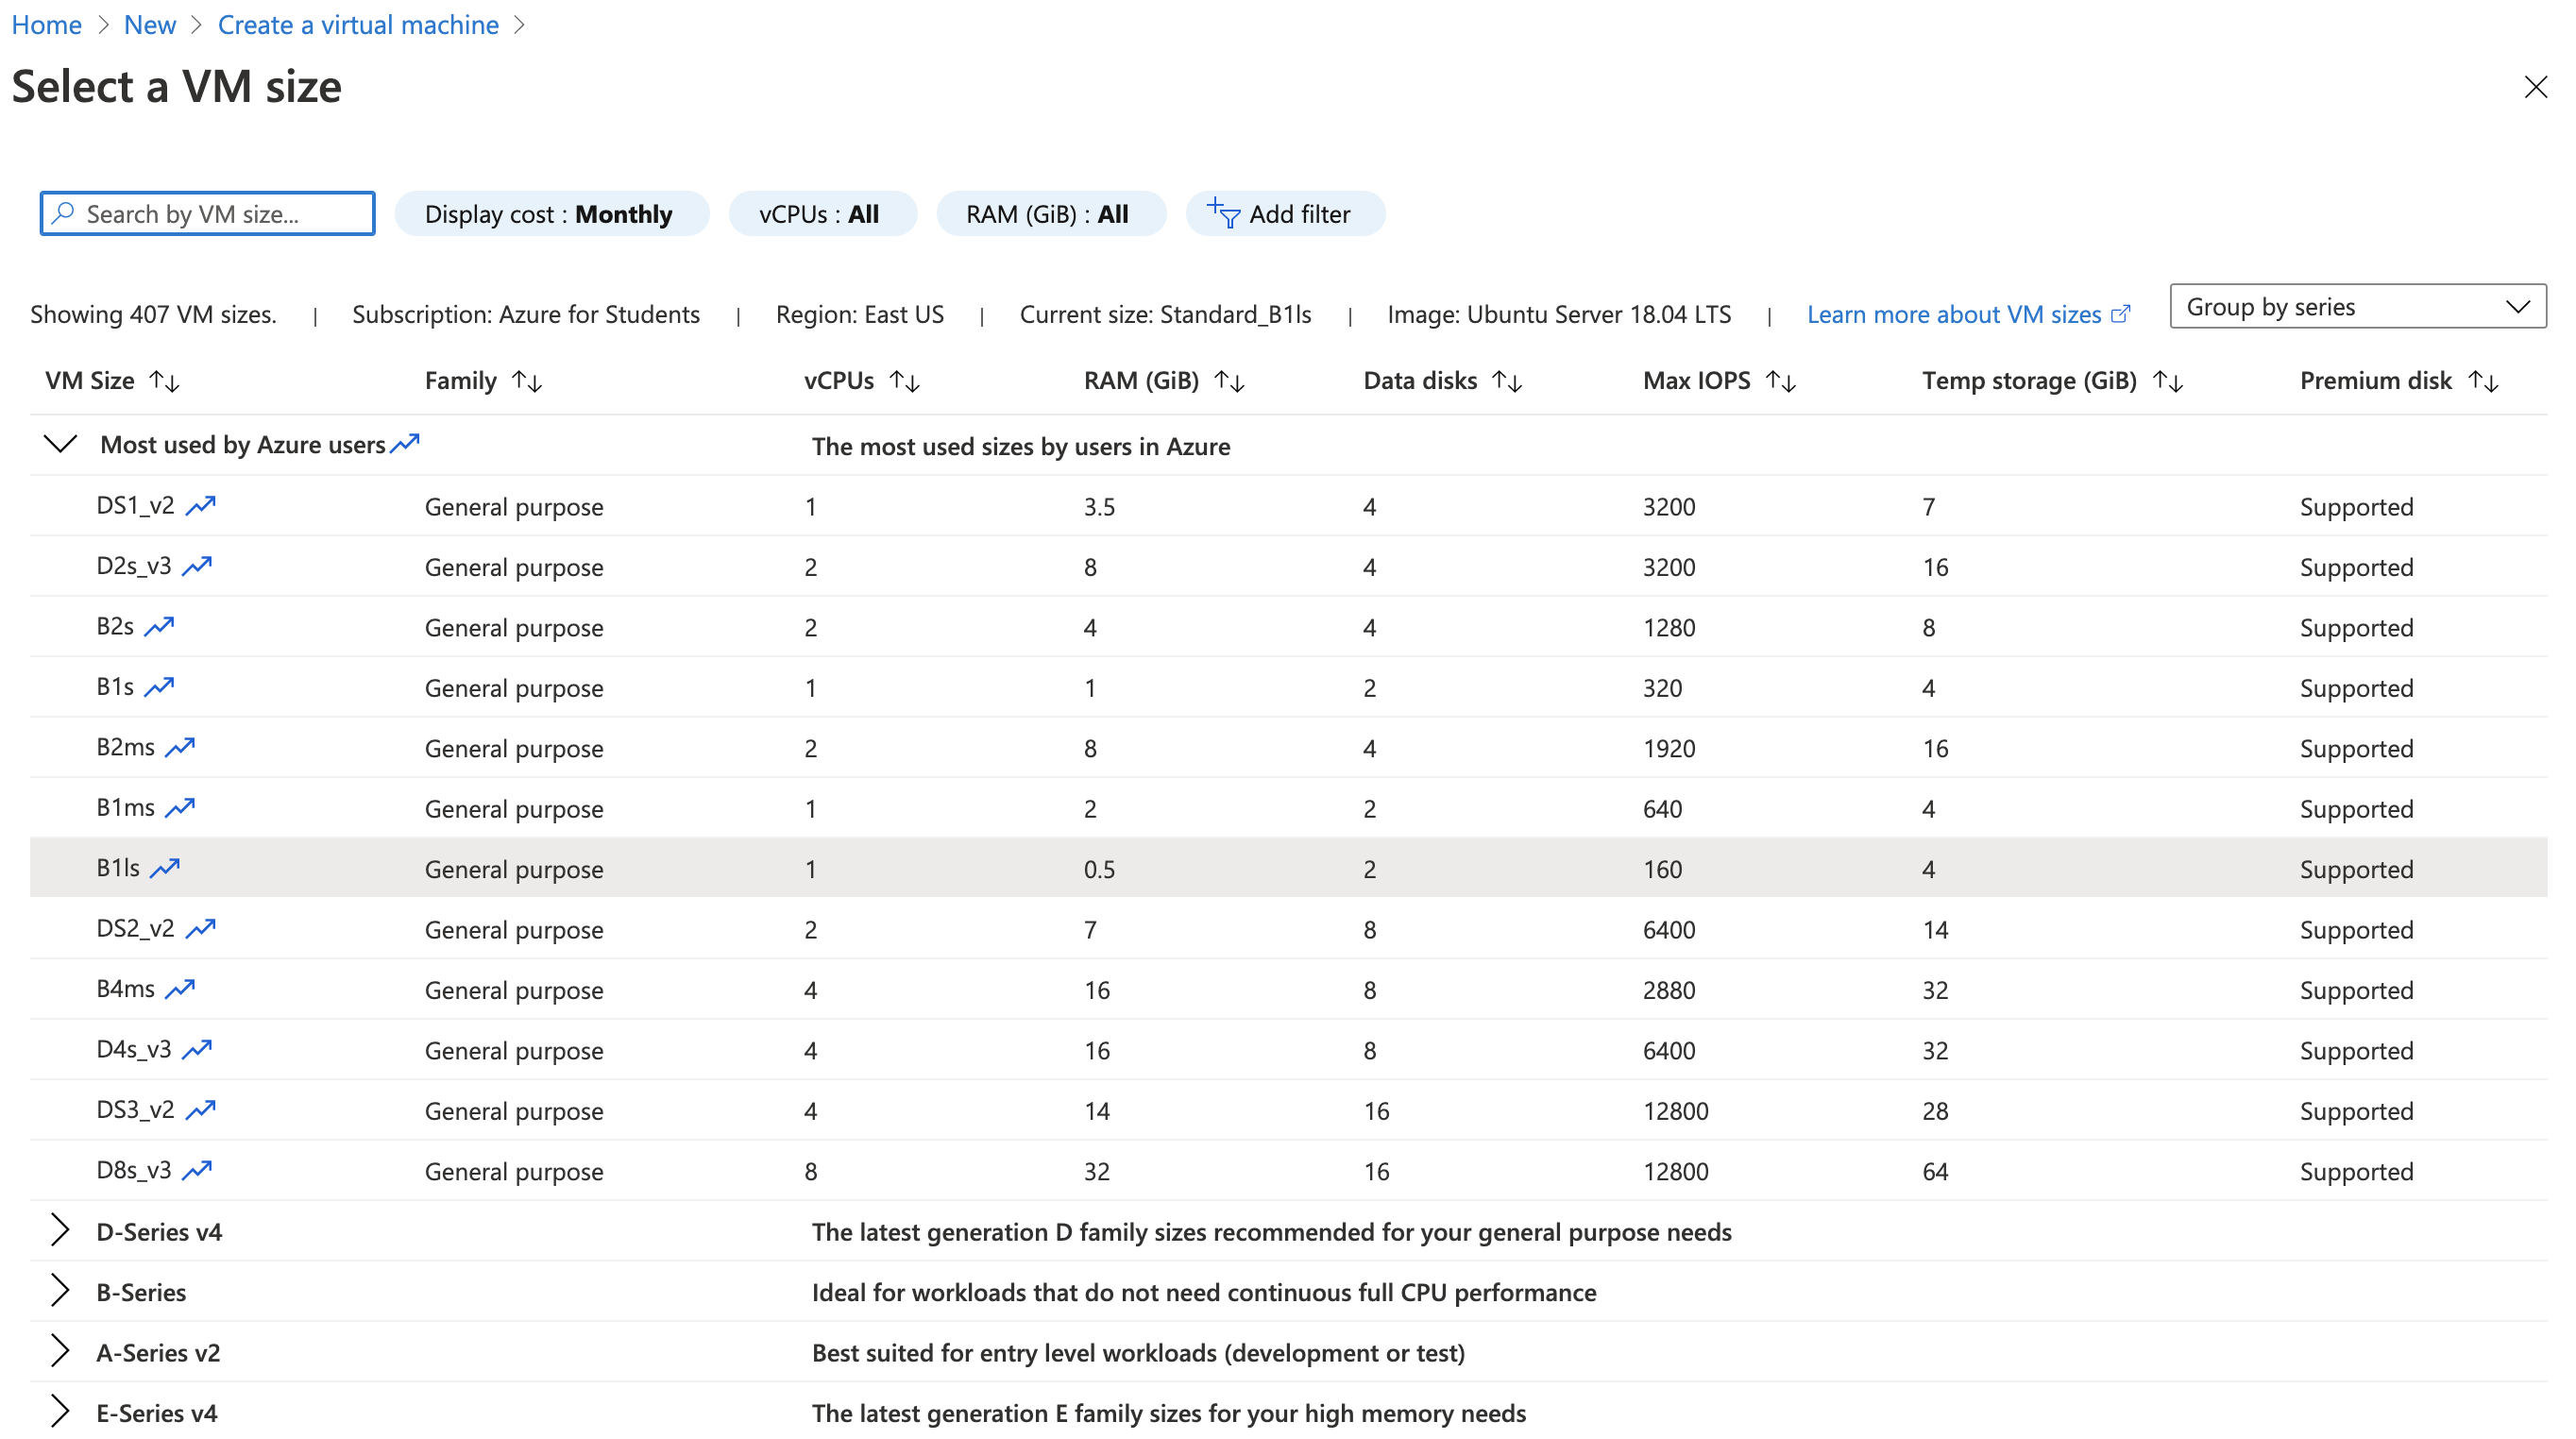 Home > New > Create a virtual machine >
Select a VM size
Search by VM size...
Display cost : Monthly
vCPUs : All
RAM (GiB) : All
Add filter
Showing 407 VM sizes. | Subscription: Azure for Students | Region: East US | Current size: Standard_B1ls | Image: Ubuntu Server 18.04 LTS | Learn more about VM sizes
Group by series
VM Size Family vCPUs RAM (GiB) Data disks Max IOPS Temp storage (GiB) Premium disk
Most used by Azure users The most used sizes by users in Azure
DS1_v2 General purpose 1 3.5 4 3200 7 Supported
D2s_v3 General purpose 2 8 4 3200 16 Supported
B2s General purpose 2 4 4 1280 8 Supported
B1s General purpose 1 1 2 320 4 Supported
B2ms General purpose 2 8 4 1920 16 Supported
B1ms General purpose 1 2 2 640 4 Supported
B1ls General purpose 1 0.5 2 160 4 Supported
DS2_v2 General purpose 2 7 8 6400 14 Supported
B4ms General purpose 4 16 8 2880 32 Supported
D4s_v3 General purpose 4 16 8 6400 32 Supported
DS3_v2 General purpose 4 14 16 12800 28 Supported
D8s_v3 General purpose 8 32 16 12800 64 Supported
D-Series v4 The latest generation D family sizes recommended for your general purpose needs
B-Series Ideal for workloads that do not need continuous full CPU performance
A-Series v2 Best suited for entry level workloads (development or test)
E-Series v4 The latest generation E family sizes for your high memory needs